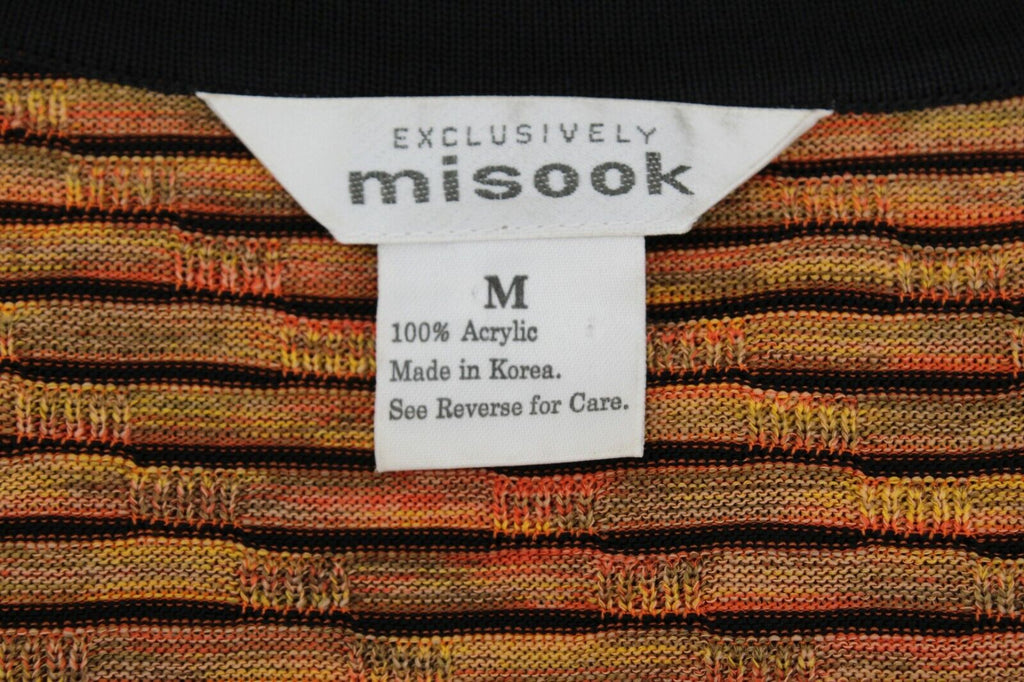 EXCLUSIVELY
misook
M
100% Acrylic
Made in Korea.
See Reverse for Care.